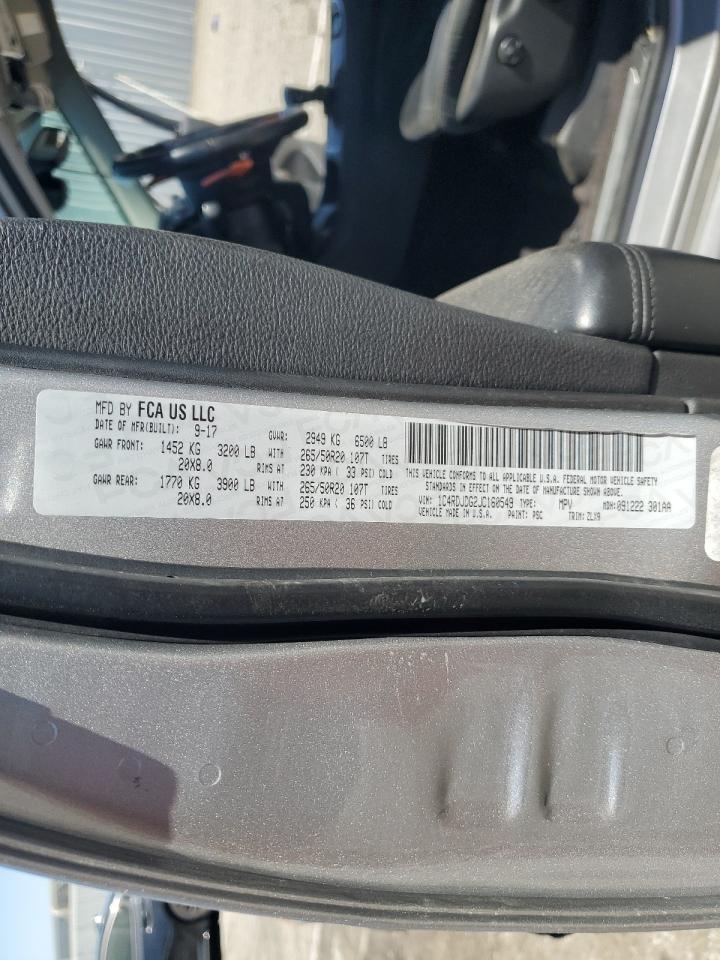 MFD BY FCA US LLC
DATE OF MFR(BUILT): 9-17
GVWR: 2949 KG 6500 LB
GAWR FRONT: 1452 KG 3200 LB WITH 265/50R20 107T TIRES
20X8.0 RIMS AT 230 KPA ( 33 PSI) COLD
GAWR REAR: 1770 KG 3900 LB WITH 265/50R20 107T TIRES
20X8.0 RIMS AT 250 KPA ( 36 PSI) COLD
THIS VEHICLE CONFORMS TO ALL APPLICABLE U.S.A. FEDERAL MOTOR VEHICLE SAFETY
STANDARDS IN EFFECT ON THE DATE OF MANUFACTURE SHOWN ABOVE.
VIN: 1C4RDJDG2JC160549 TYPE: MPV MDH: 091222 301AA
VEHICLE MADE IN U.S.A. PAINT: PSC TRIM: ZLX9